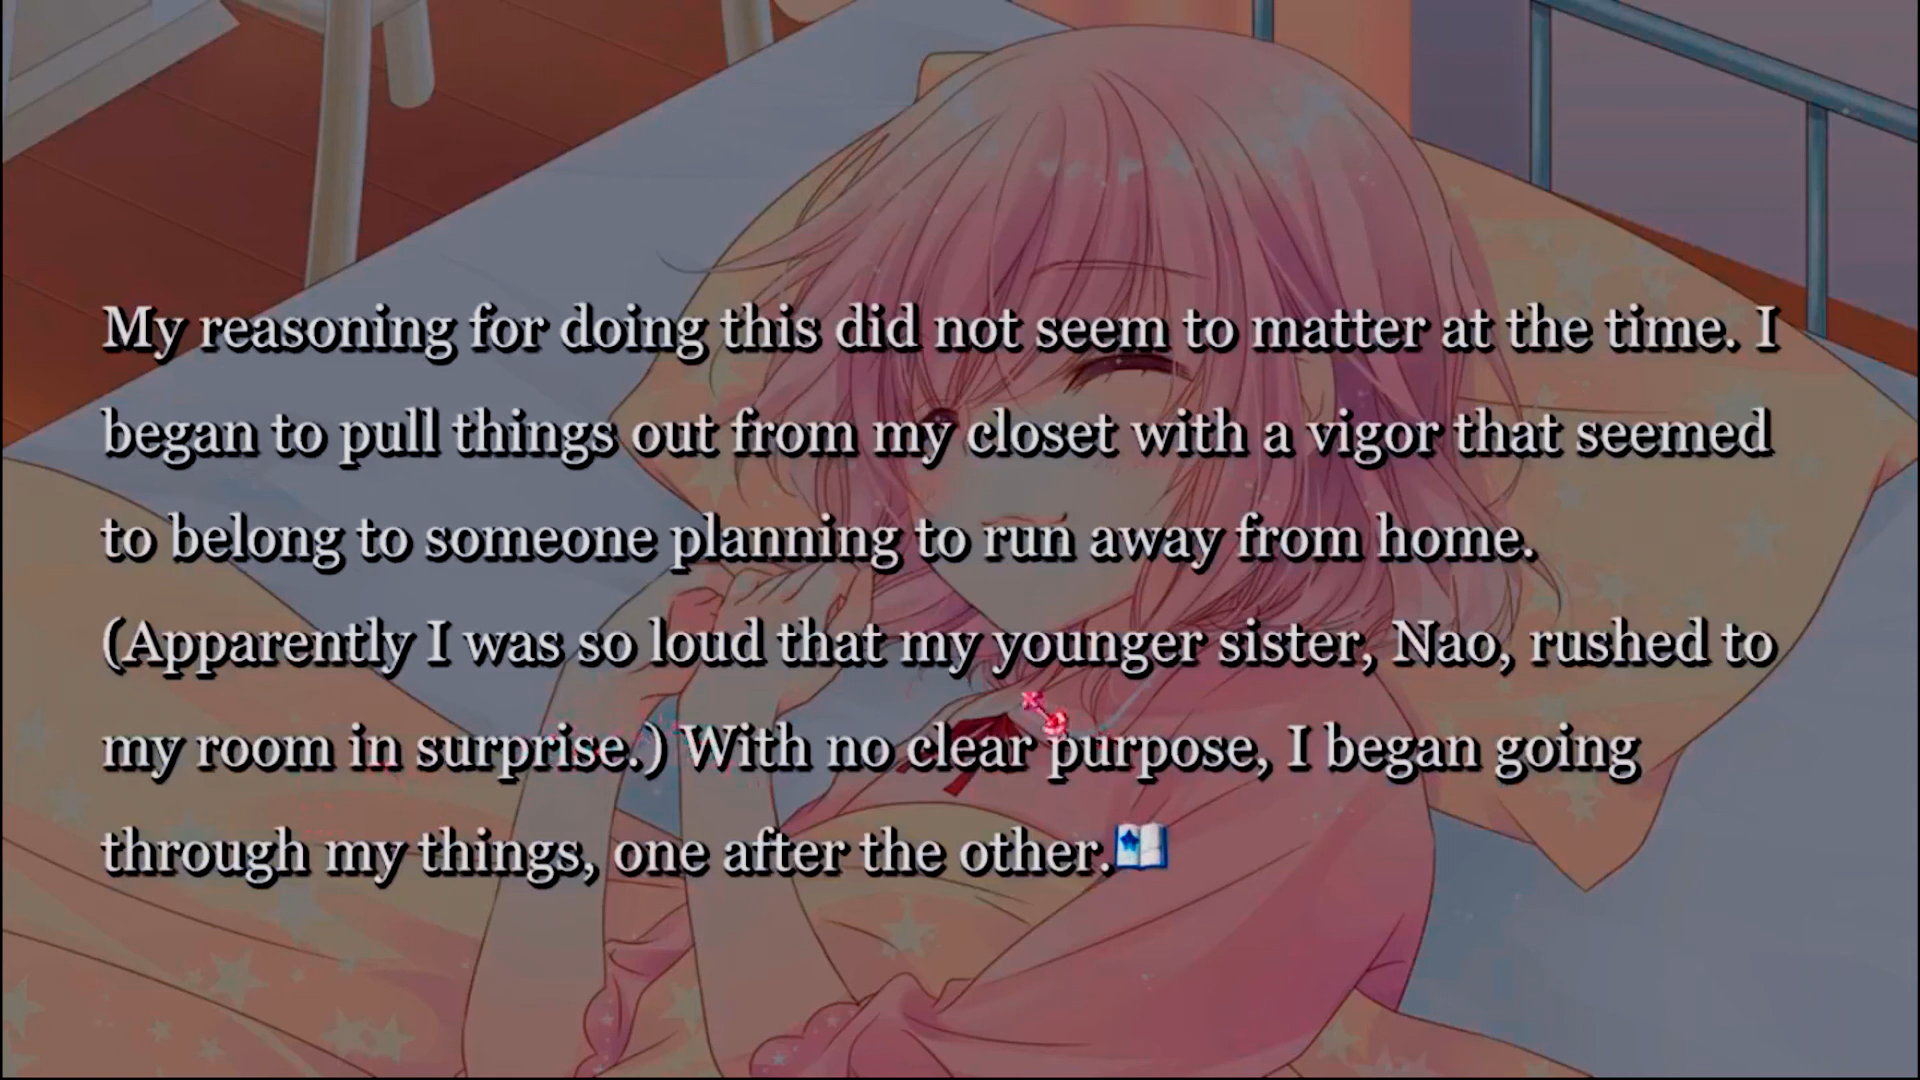 My reasoning for doing this did not seem to matter at the time. I
began to pull things out from my closet with a vigor that seemed
to belong to someone planning to run away from home.
(Apparently I was so loud that my younger sister, Nao, rushed to
my room in surprise.) With no clear purpose, I began going
through my things, one after the other.